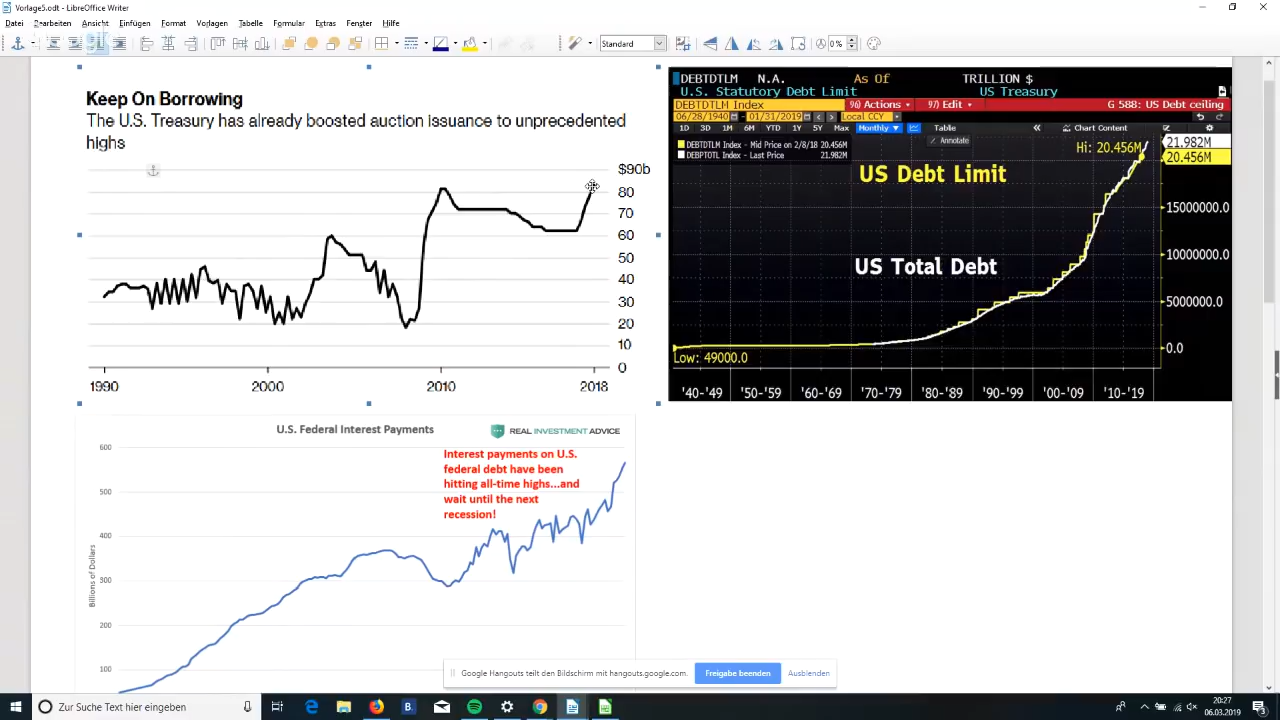 Vorlage5.odt - LibreOffice Writer
Datei Bearbeiten Ansicht Einfügen Format Vorlagen Tabelle Formular Extras Fenster Hilfe
Standard 0%
Keep On Borrowing
The U.S. Treasury has already boosted auction issuance to unprecedented
highs
$90b
80
70
60
50
40
30
20
10
0
1990 2000 2010 2018
DEBTDTLM N.A. As Of TRILLION $
U.S. Statutory Debt Limit US Treasury
DEBTDTLM Index 96) Actions 97) Edit G 588: US Debt ceiling
06/28/1940 - 01/31/2019 Local CCY
1D 3D 1M 6M YTD 1Y 5Y Max Monthly Table Chart Content
Annotate
DEBTDTLM Index - Mid Price on 2/8/18 20.456M
DEBPTOTL Index - Last Price 21.982M
Hi: 20.456M
21.982M
20.456M
US Debt Limit
15000000.0
US Total Debt
10000000.0
5000000.0
0.0
Low: 49000.0
'40-'49 '50-'59 '60-'69 '70-'79 '80-'89 '90-'99 '00-'09 '10-'19
U.S. Federal Interest Payments
REAL INVESTMENT ADVICE
Interest payments on U.S.
federal debt have been
hitting all-time highs...and
wait until the next
recession!
600
500
400
300
200
100
Billions of Dollars
Google Hangouts teilt den Bildschirm mit hangouts.google.com. Freigabe beenden Ausblenden
Zur Suche Text hier eingeben
B.
20:27
06.03.2019